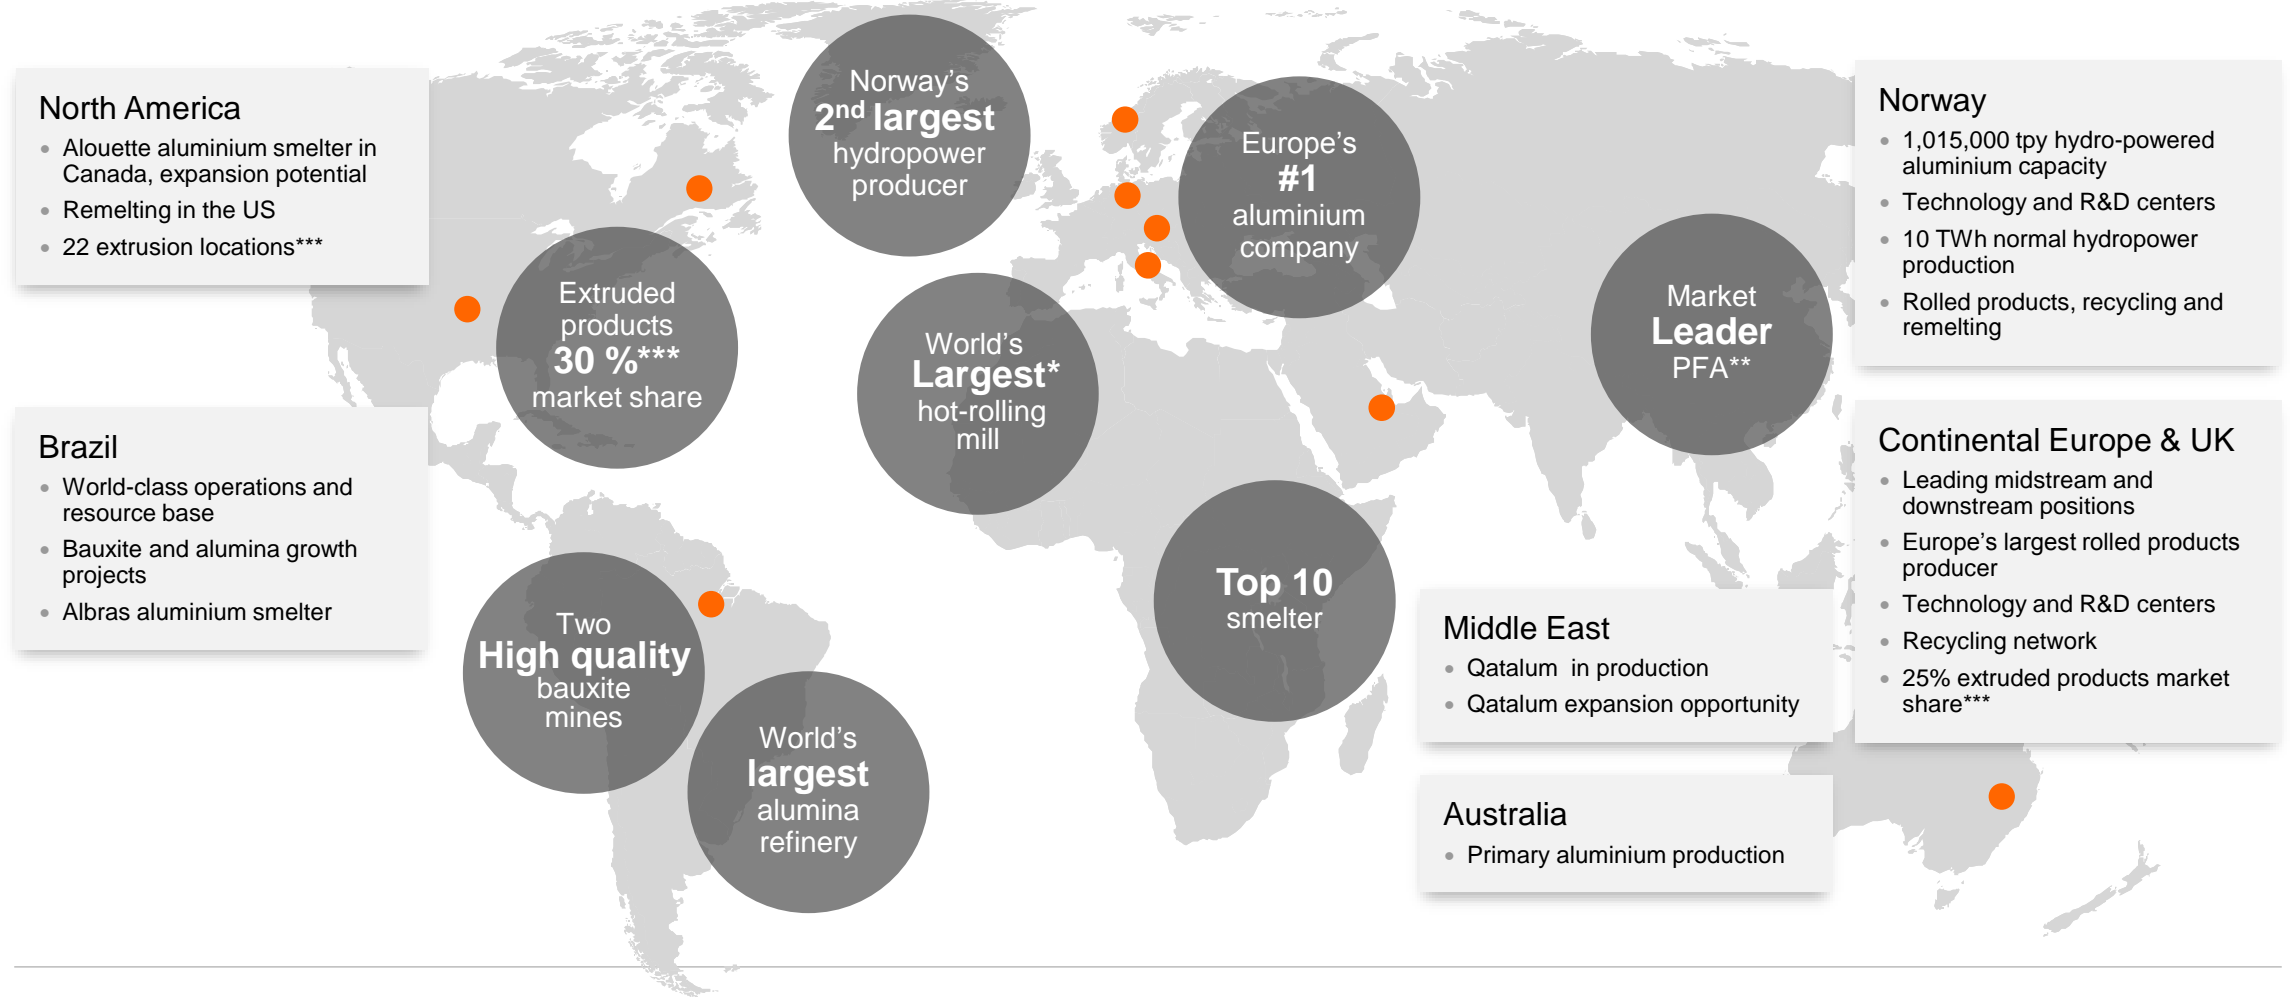 North America
• Alouette aluminium smelter in
Canada, expansion potential
• Remelting in the US
• 22 extrusion locations***
Brazil
• World-class operations and
resource base
• Bauxite and alumina growth
projects
• Albras aluminium smelter
Norway's
2nd largest
hydropower
producer
Europe's
#1
aluminium
company
Extruded
products
30 %***
market share
World's
Largest*
hot-rolling
mill
Market
Leader
PFA**
Two
High quality
bauxite
mines
World's
largest
alumina
refinery
Top 10
smelter
Norway
• 1,015,000 tpy hydro-powered
aluminium capacity
• Technology and R&D centers
• 10 TWh normal hydropower
production
• Rolled products, recycling and
remelting
Continental Europe & UK
• Leading midstream and
downstream positions
• Europe's largest rolled products
producer
• Technology and R&D centers
• Recycling network
• 25% extruded products market
share***
Middle East
• Qatalum  in production
• Qatalum expansion opportunity
Australia
• Primary aluminium production